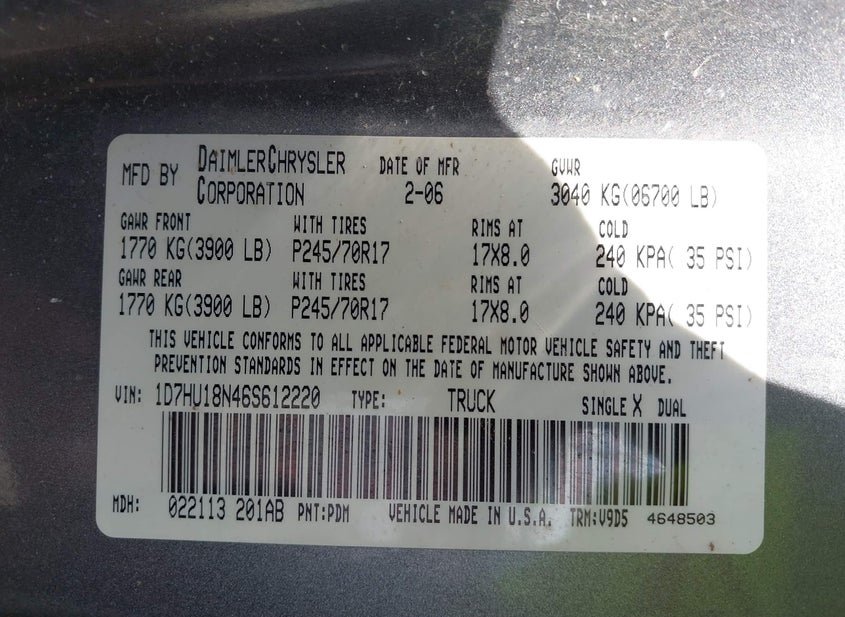 MFD BY DAIMLERCHRYSLER CORPORATION DATE OF MFR 2-06 GVWR 3040 KG(06700 LB)
GAWR FRONT WITH TIRES RIMS AT COLD
1770 KG(3900 LB) P245/70R17 17X8.0 240 KPA( 35 PSI)
GAWR REAR WITH TIRES RIMS AT COLD
1770 KG(3900 LB) P245/70R17 17X8.0 240 KPA( 35 PSI)
THIS VEHICLE CONFORMS TO ALL APPLICABLE FEDERAL MOTOR VEHICLE SAFETY AND THEFT
PREVENTION STANDARDS IN EFFECT ON THE DATE OF MANUFACTURE SHOWN ABOVE.
VIN: 1D7HU18N46S612220 TYPE: TRUCK SINGLE X DUAL
MDH: 022113 201AB PNT:PDM VEHICLE MADE IN U.S.A. TRM:V9D5 4648503